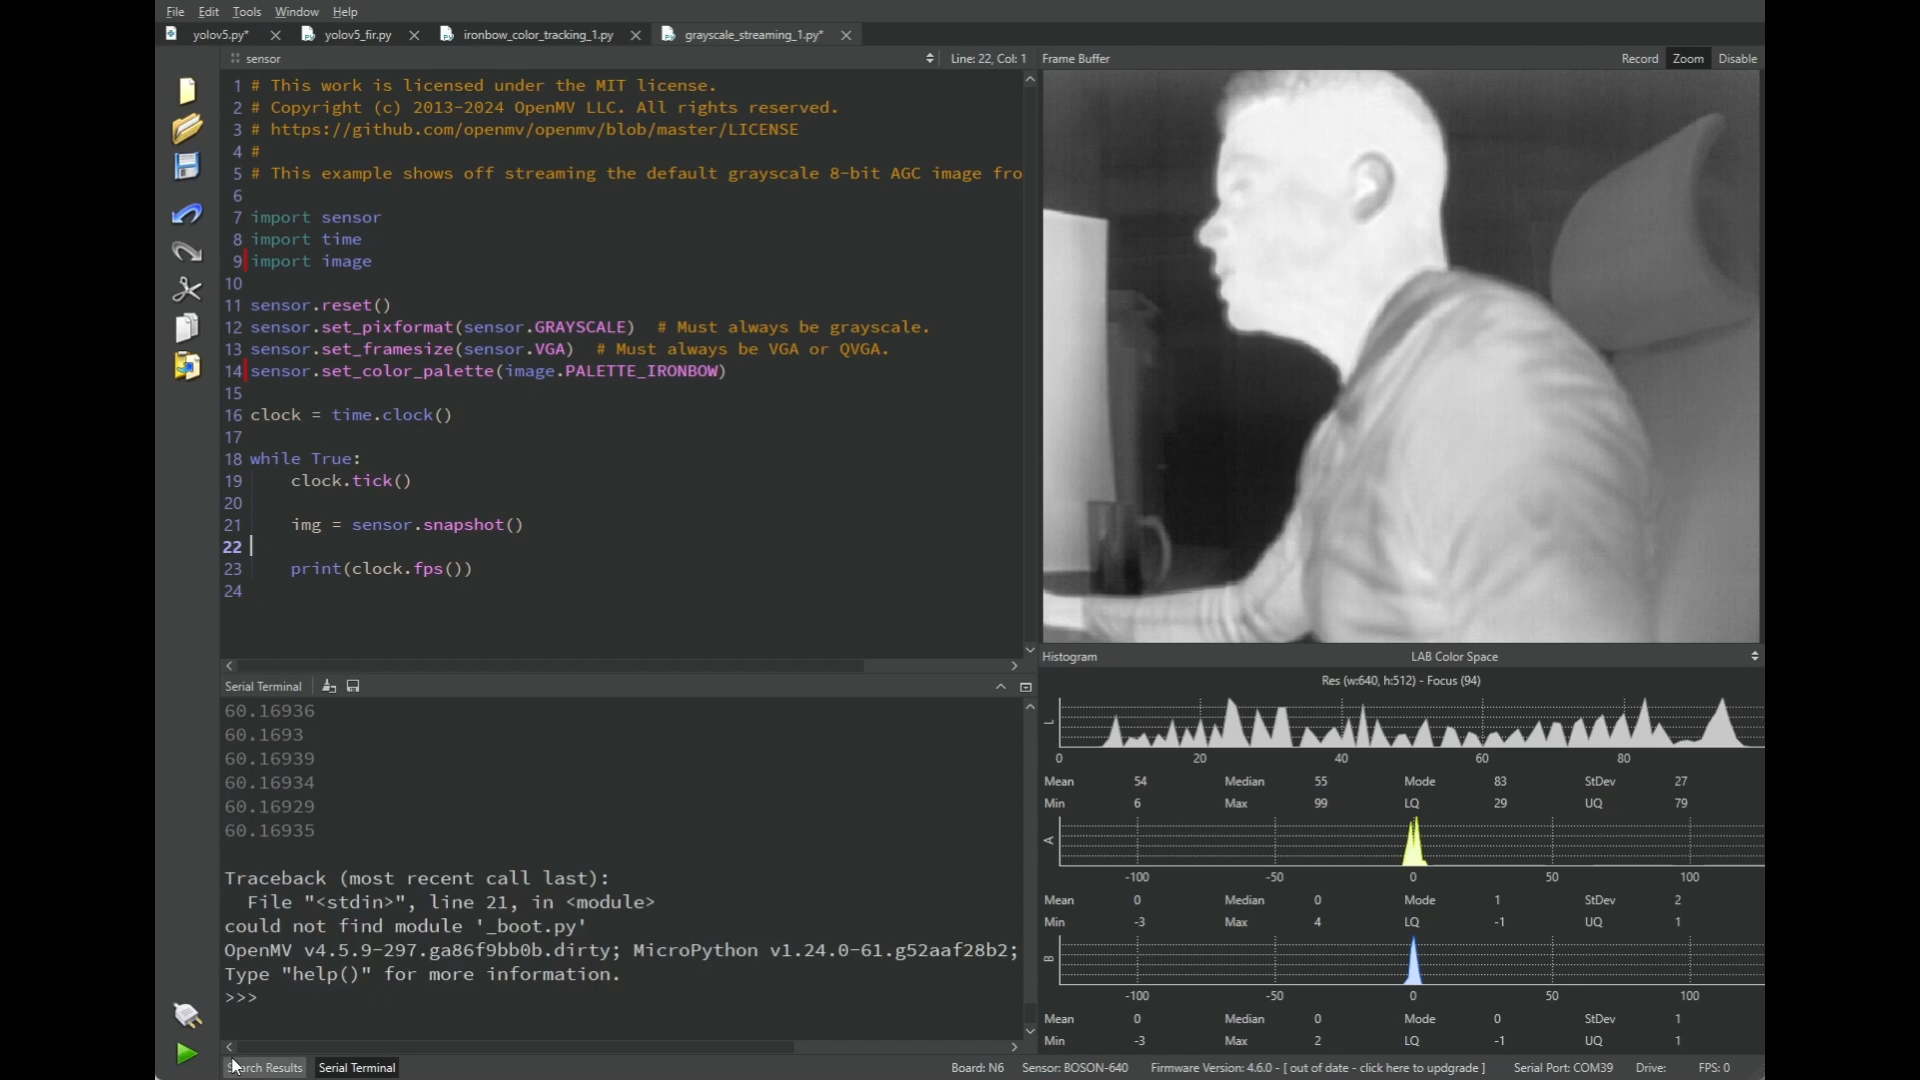 File Edit Tools Window Help
yolov5.py* yolov5_fir.py ironbow_color_tracking_1.py grayscale_streaming_1.py*
sensor Line: 22, Col: 1
1 # This work is licensed under the MIT license.
2 # Copyright (c) 2013-2024 OpenMV LLC. All rights reserved.
3 # https://github.com/openmv/openmv/blob/master/LICENSE
4 #
5 # This example shows off streaming the default grayscale 8-bit AGC image fro
6
7 import sensor
8 import time
9 import image
10
11 sensor.reset()
12 sensor.set_pixformat(sensor.GRAYSCALE)  # Must always be grayscale.
13 sensor.set_framesize(sensor.VGA)  # Must always be VGA or QVGA.
14 sensor.set_color_palette(image.PALETTE_IRONBOW)
15
16 clock = time.clock()
17
18 while True:
19     clock.tick()
20
21     img = sensor.snapshot()
22
23     print(clock.fps())
24
Serial Terminal
60.16936
60.1693
60.16939
60.16934
60.16929
60.16935
Traceback (most recent call last):
  File "<stdin>", line 21, in <module>
could not find module '_boot.py'
OpenMV v4.5.9-297.ga86f9bb0b.dirty; MicroPython v1.24.0-61.g52aaf28b2;
Type "help()" for more information.
>>>
Frame Buffer Record Zoom Disable
Histogram LAB Color Space
Res (w:640, h:512) - Focus (94)
L
0 20 40 60 80
Mean 54 Median 55 Mode 83 StDev 27
Min 6 Max 99 LQ 29 UQ 79
A
-100 -50 0 50 100
Mean 0 Median 0 Mode 1 StDev 2
Min -3 Max 4 LQ -1 UQ 1
B
-100 -50 0 50 100
Mean 0 Median 0 Mode 0 StDev 1
Min -3 Max 2 LQ -1 UQ 1
Results Serial Terminal Board: N6 Sensor: BOSON-640 Firmware Version: 4.6.0 - [ out of date - click here to updgrade ] Serial Port: COM39 Drive: FPS: 0